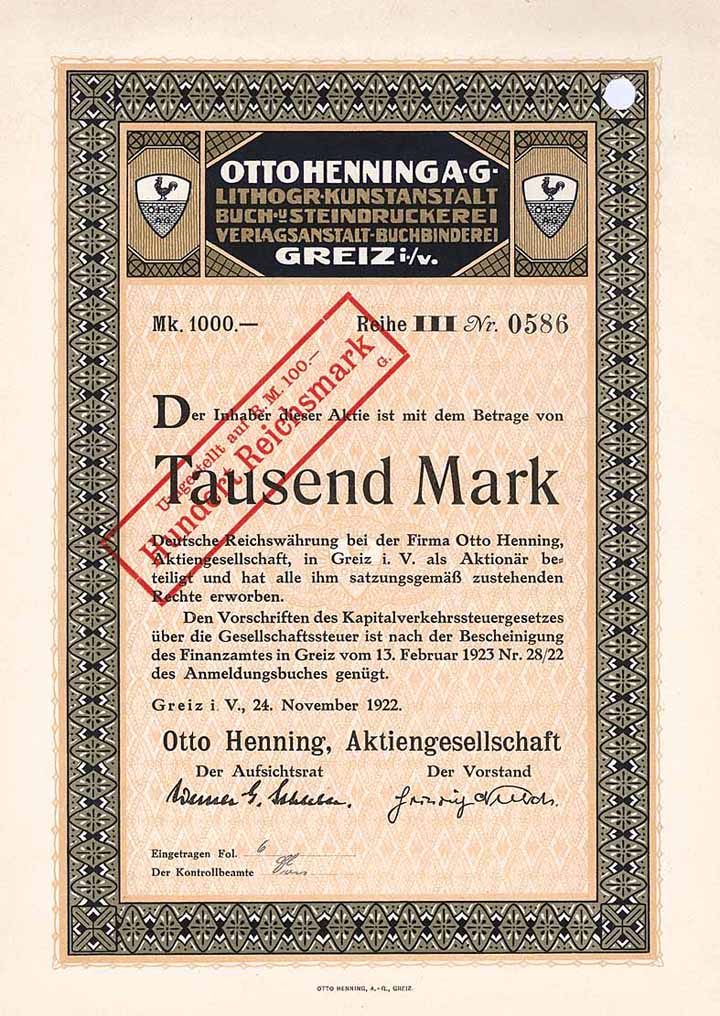 OTTO HENNING A·G·
LITHOGR·KUNSTANSTALT
BUCH·U STEINDRUCKEREI
VERLAGSANSTALT·BUCHBINDEREI
GREIZ i·/v.
OHG
OHG
Mk. 1000.—
Reihe III Nr. 0586
Umgestellt auf R. M. 100.—
Hundert Reichsmark
G.
Der Inhaber dieser Aktie ist mit dem Betrage von
Tausend Mark
Deutsche Reichswährung bei der Firma Otto Henning,
Aktiengesellschaft, in Greiz i. V. als Aktionär be=
teiligt und hat alle ihm satzungsgemäß zustehenden
Rechte erworben.
Den Vorschriften des Kapitalverkehrssteuergesetzes
über die Gesellschaftssteuer ist nach der Bescheinigung
des Finanzamtes in Greiz vom 13. Februar 1923 Nr. 28/22
des Anmeldungsbuches genügt.
Greiz i. V., 24. November 1922.
Otto Henning, Aktiengesellschaft
Der Aufsichtsrat
Der Vorstand
Werner G.
Eingetragen Fol. 6
Der Kontrollbeamte
OTTO HENNING, A.-G., GREIZ.